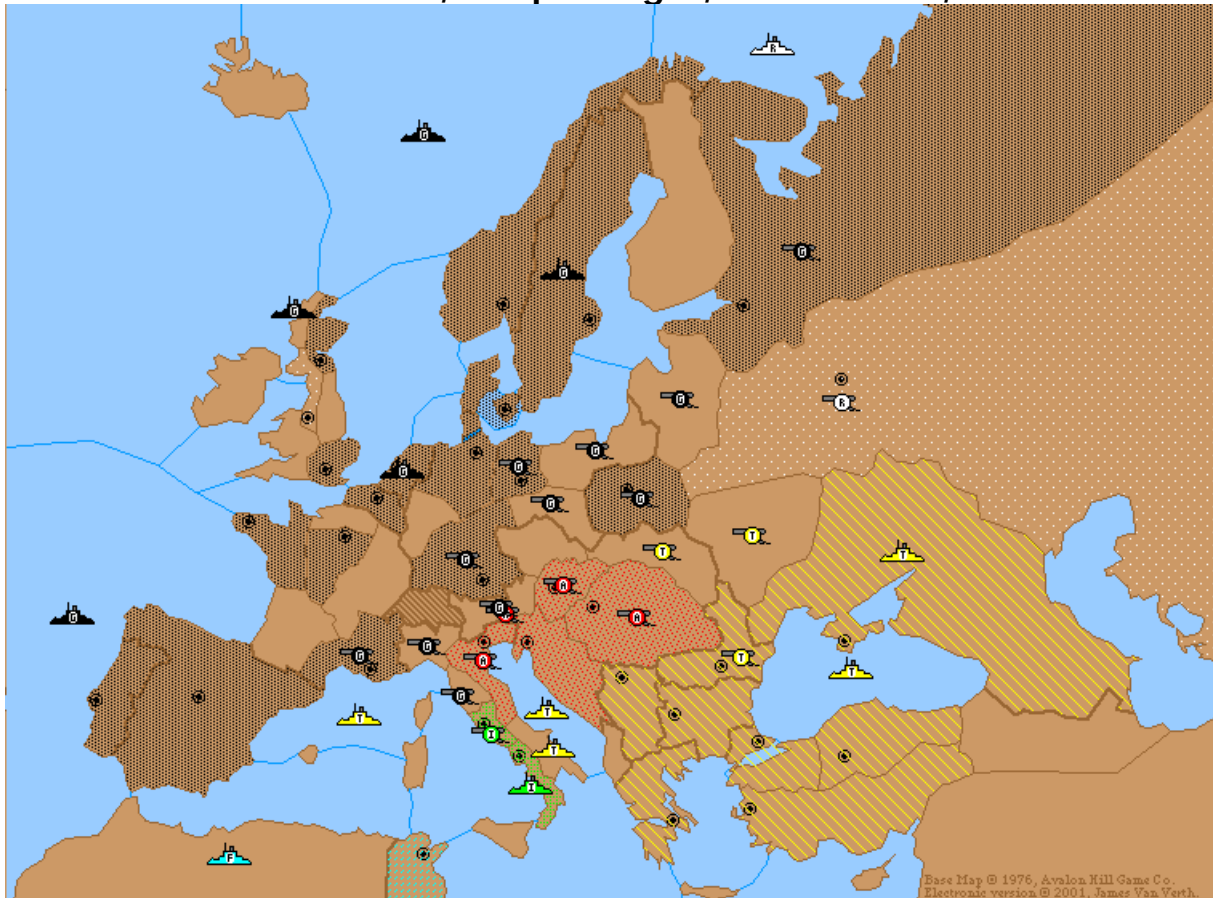 R
G
G
G
G
G R
G
G G
G G
T
T T
G
A
G
G A
G
G A T
T
G
T T
I
T
I
F
Base Map © 1976, Avalon Hill Game Co.
Electronic version © 2001, James Van Verth.